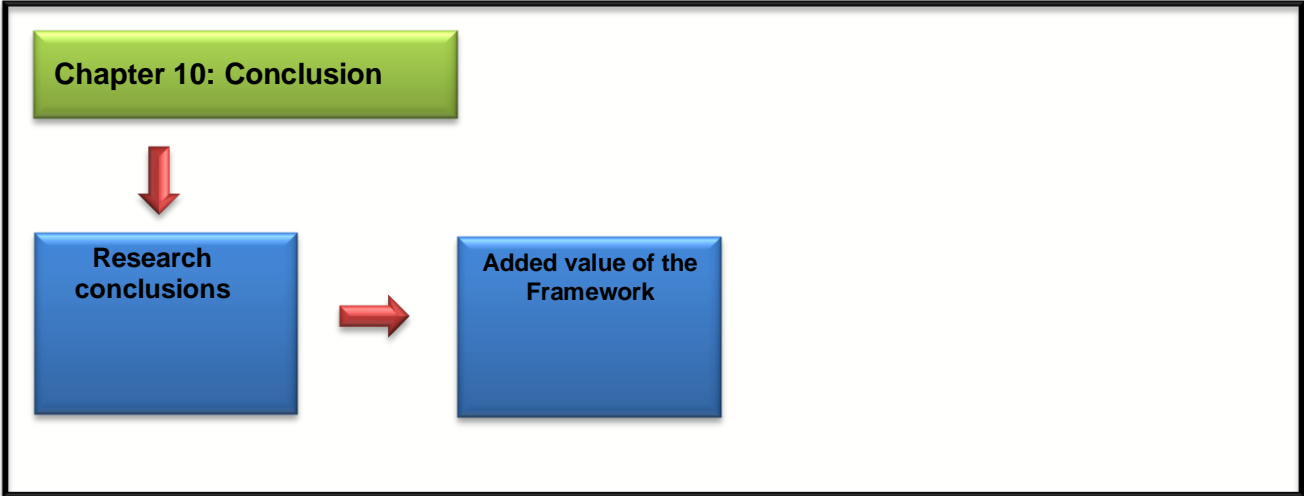 Chapter 10: Conclusion
Research
conclusions
Added value of the
Framework